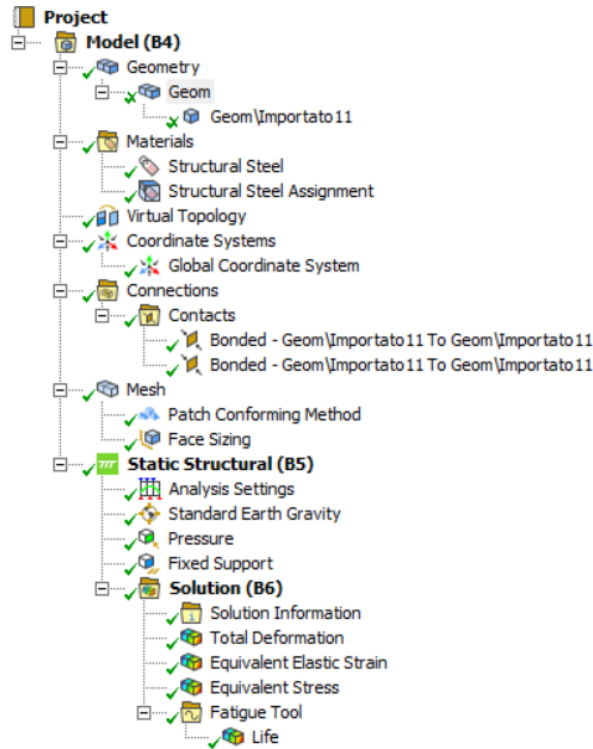 Project
Model (B4)
Geometry
Geom
Geom\Importato11
Materials
Structural Steel
Structural Steel Assignment
Virtual Topology
Coordinate Systems
Global Coordinate System
Connections
Contacts
Bonded - Geom\Importato11 To Geom\Importato11
Bonded - Geom\Importato11 To Geom\Importato11
Mesh
Patch Conforming Method
Face Sizing
Static Structural (B5)
Analysis Settings
Standard Earth Gravity
Pressure
Fixed Support
Solution (B6)
Solution Information
Total Deformation
Equivalent Elastic Strain
Equivalent Stress
Fatigue Tool
Life